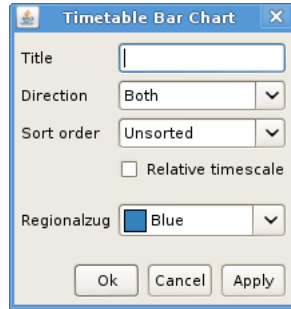 Timetable Bar Chart
Title
Direction Both
Sort order Unsorted
Relative timescale
Regionalzug Blue
Ok Cancel Apply